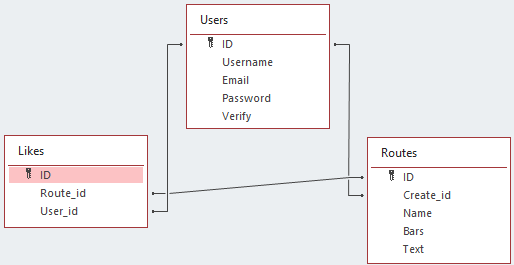 Users
ID
Username
Email
Password
Verify
Likes
ID
Route_id
User_id
Routes
ID
Create_id
Name
Bars
Text